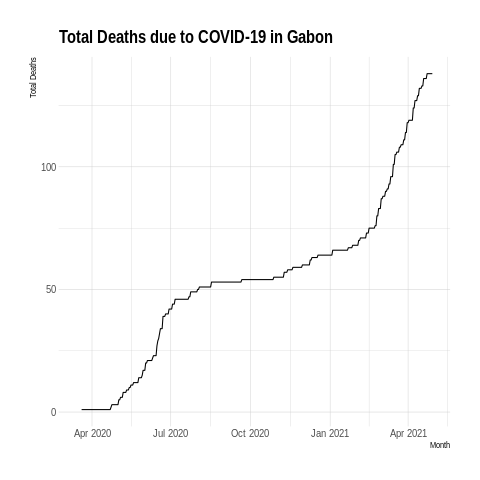 Total Deaths due to COVID-19 in Gabon
Total Deaths
100
50
0
Apr 2020 Jul 2020 Oct 2020 Jan 2021 Apr 2021
Month